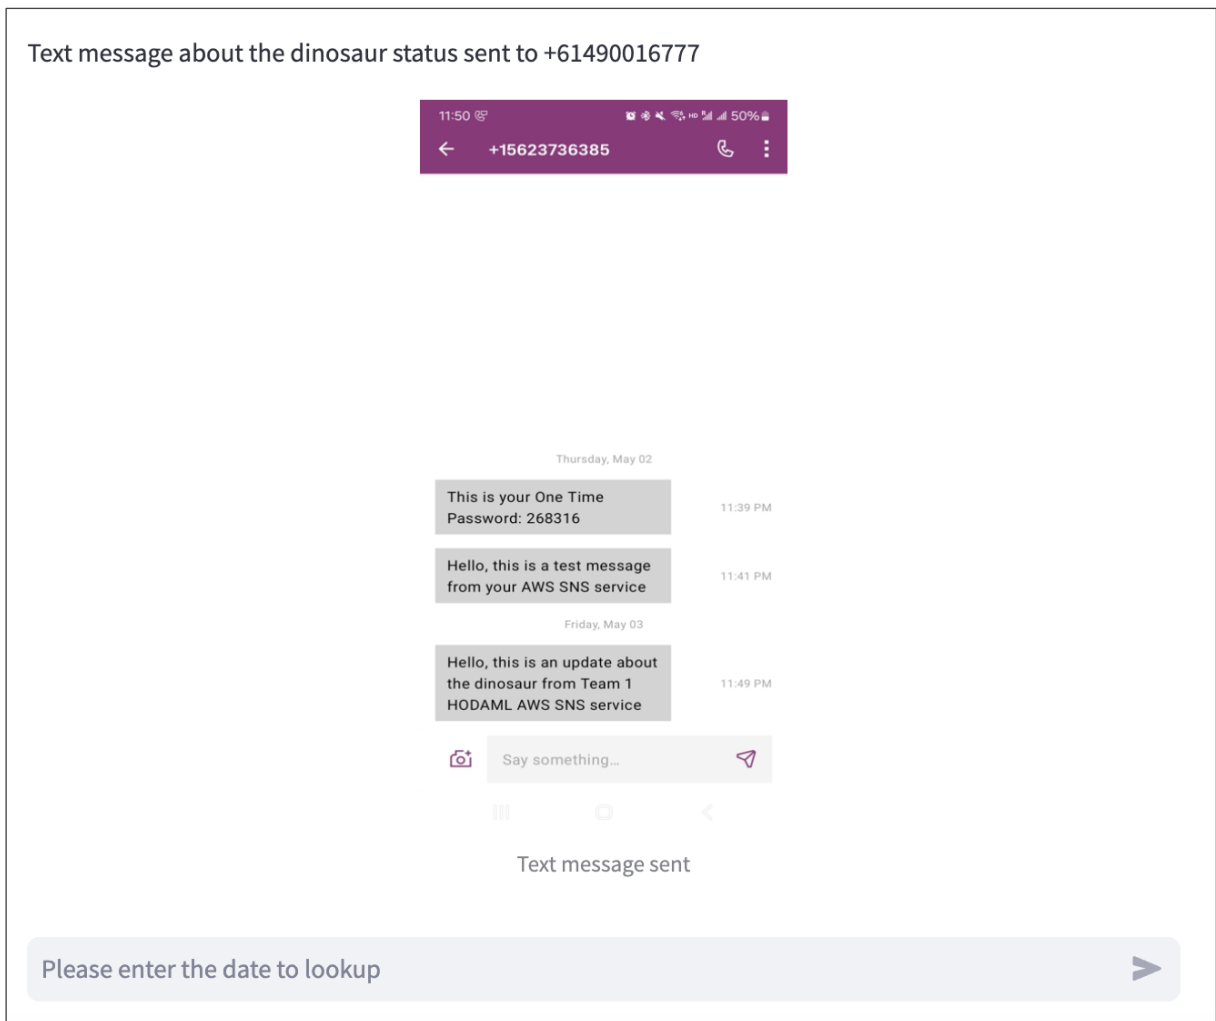 Text message about the dinosaur status sent to +61490016777
11:50 HD 50%
+15623736385
Thursday, May 02
This is your One Time
Password: 268316
11:39 PM
Hello, this is a test message
from your AWS SNS service
11:41 PM
Friday, May 03
Hello, this is an update about
the dinosaur from Team 1
HODAML AWS SNS service
11:49 PM
Say something...
Text message sent
Please enter the date to lookup